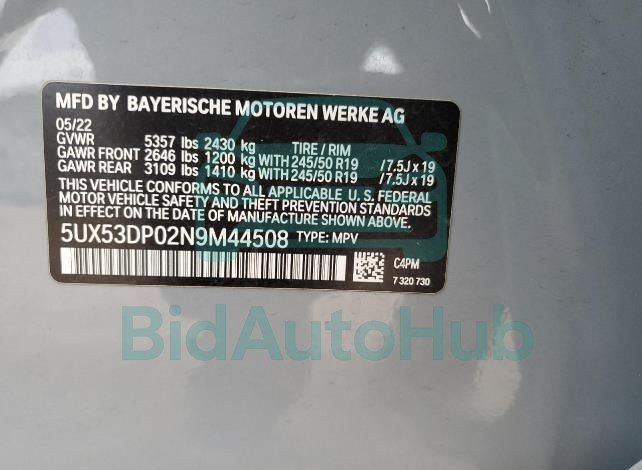 MFD BY BAYERISCHE MOTOREN WERKE AG
05/22
GVWR 5357 lbs 2430 kg TIRE / RIM
GAWR FRONT 2646 lbs 1200 kg WITH 245/50 R19 /7.5J x 19
GAWR REAR 3109 lbs 1410 kg WITH 245/50 R19 /7.5J x 19
THIS VEHICLE CONFORMS TO ALL APPLICABLE U. S. FEDERAL
MOTOR VEHICLE SAFETY, BUMPER, AND THEFT PREVENTION
STANDARDS IN EFFECT ON THE DATE OF MANUFACTURE SHOWN ABOVE.
5UX53DP02N9M44508 TYPE: MPV
C4PM
7 320 730
BidAutoHub